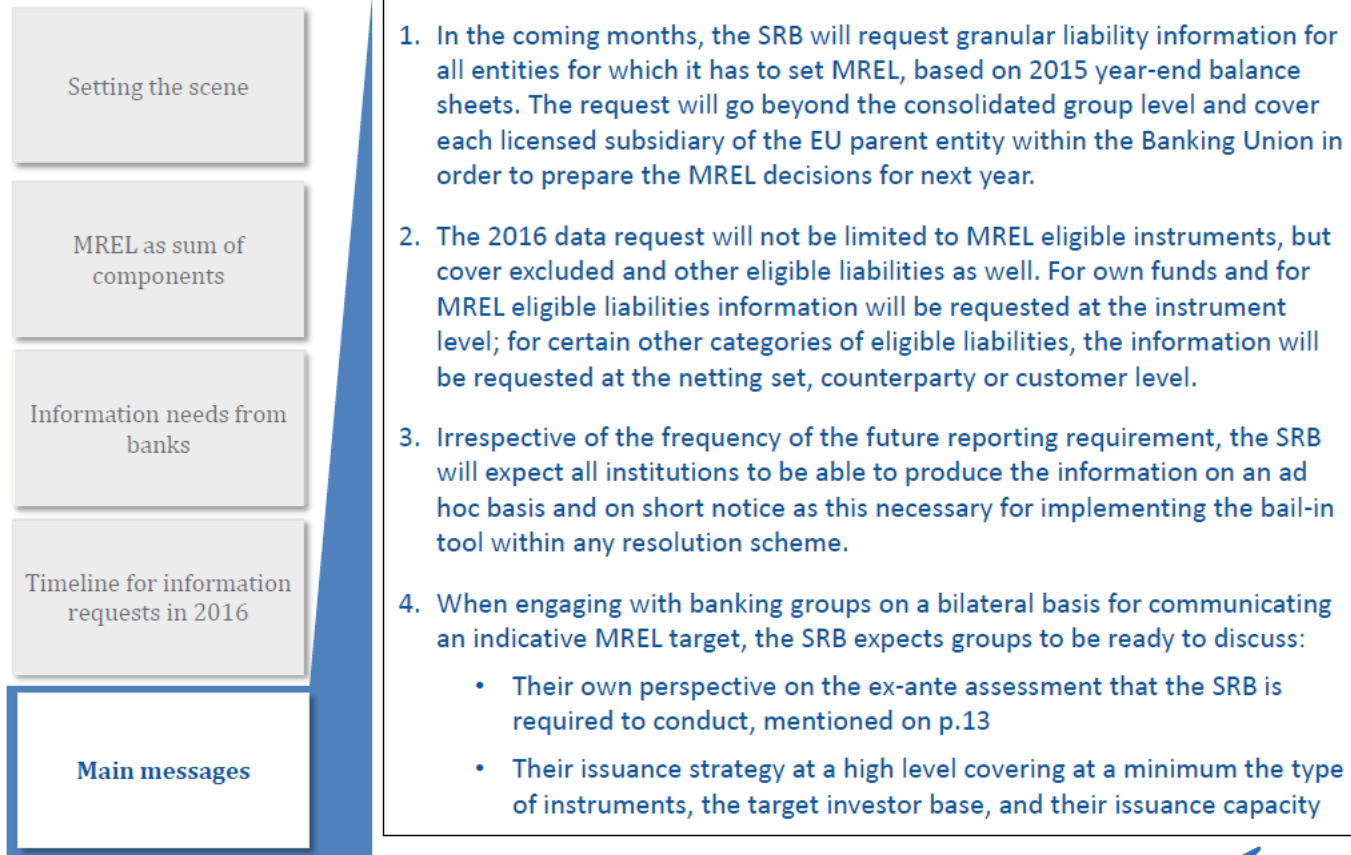 Setting the scene
MREL as sum of
components
Information needs from
banks
Timeline for information
requests in 2016
Main messages
1. In the coming months, the SRB will request granular liability information for
all entities for which it has to set MREL, based on 2015 year-end balance
sheets. The request will go beyond the consolidated group level and cover
each licensed subsidiary of the EU parent entity within the Banking Union in
order to prepare the MREL decisions for next year.
2. The 2016 data request will not be limited to MREL eligible instruments, but
cover excluded and other eligible liabilities as well. For own funds and for
MREL eligible liabilities information will be requested at the instrument
level; for certain other categories of eligible liabilities, the information will
be requested at the netting set, counterparty or customer level.
3. Irrespective of the frequency of the future reporting requirement, the SRB
will expect all institutions to be able to produce the information on an ad
hoc basis and on short notice as this necessary for implementing the bail-in
tool within any resolution scheme.
4. When engaging with banking groups on a bilateral basis for communicating
an indicative MREL target, the SRB expects groups to be ready to discuss:
• Their own perspective on the ex-ante assessment that the SRB is
required to conduct, mentioned on p.13
• Their issuance strategy at a high level covering at a minimum the type
of instruments, the target investor base, and their issuance capacity